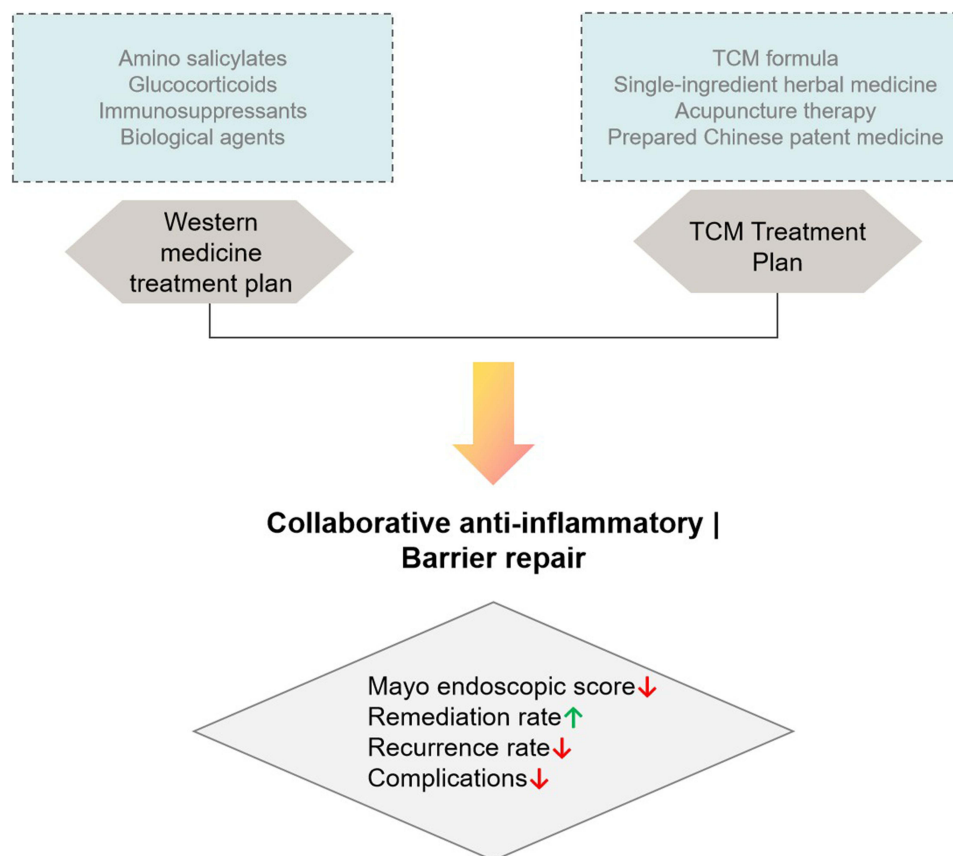 Amino salicylates
Glucocorticoids
Immunosuppressants
Biological agents
TCM formula
Single-ingredient herbal medicine
Acupuncture therapy
Prepared Chinese patent medicine
Western
medicine
treatment plan
TCM Treatment
Plan
Collaborative anti-inflammatory |
Barrier repair
Mayo endoscopic score↓
Remediation rate↑
Recurrence rate↓
Complications↓